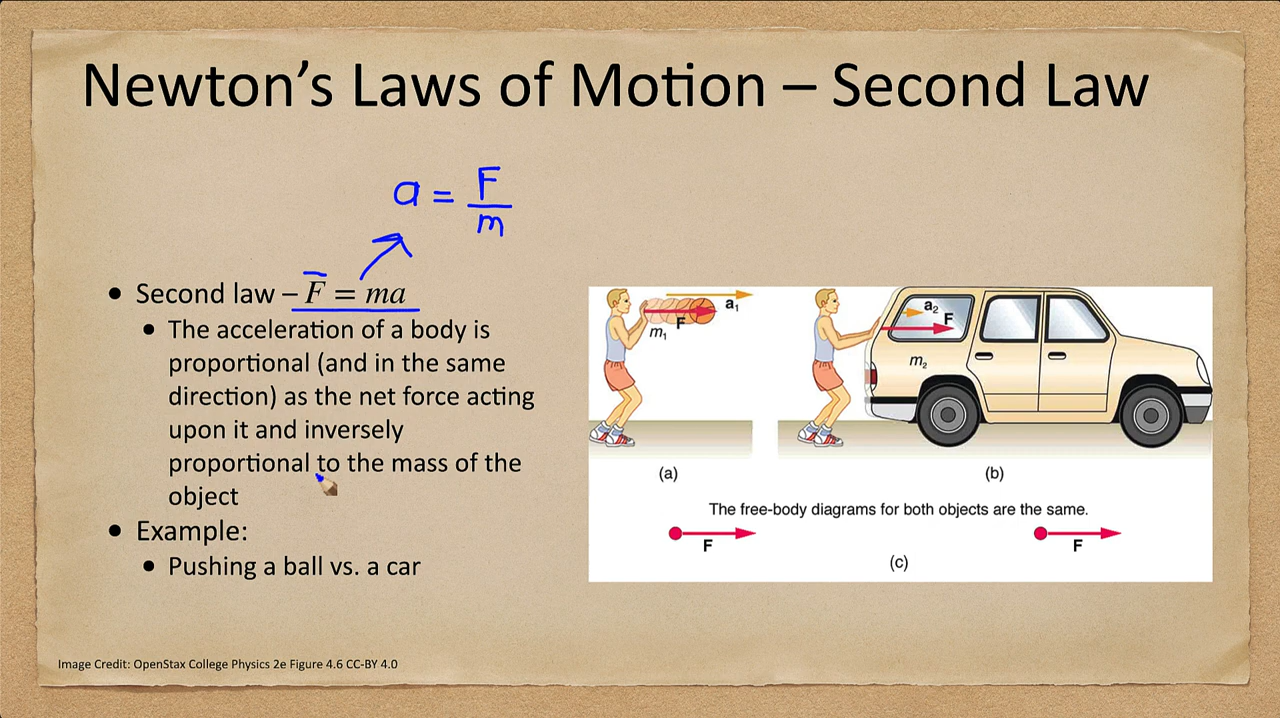 Newton's Laws of Motion – Second Law
a = F/m
• Second law – F̅ = ma
• The acceleration of a body is
proportional (and in the same
direction) as the net force acting
upon it and inversely
proportional to the mass of the
object
• Example:
• Pushing a ball vs. a car
a₁
F
m₁
a₂
F
m₂
(a)
(b)
The free-body diagrams for both objects are the same.
F
F
(c)
Image Credit: OpenStax College Physics 2e Figure 4.6 CC-BY 4.0